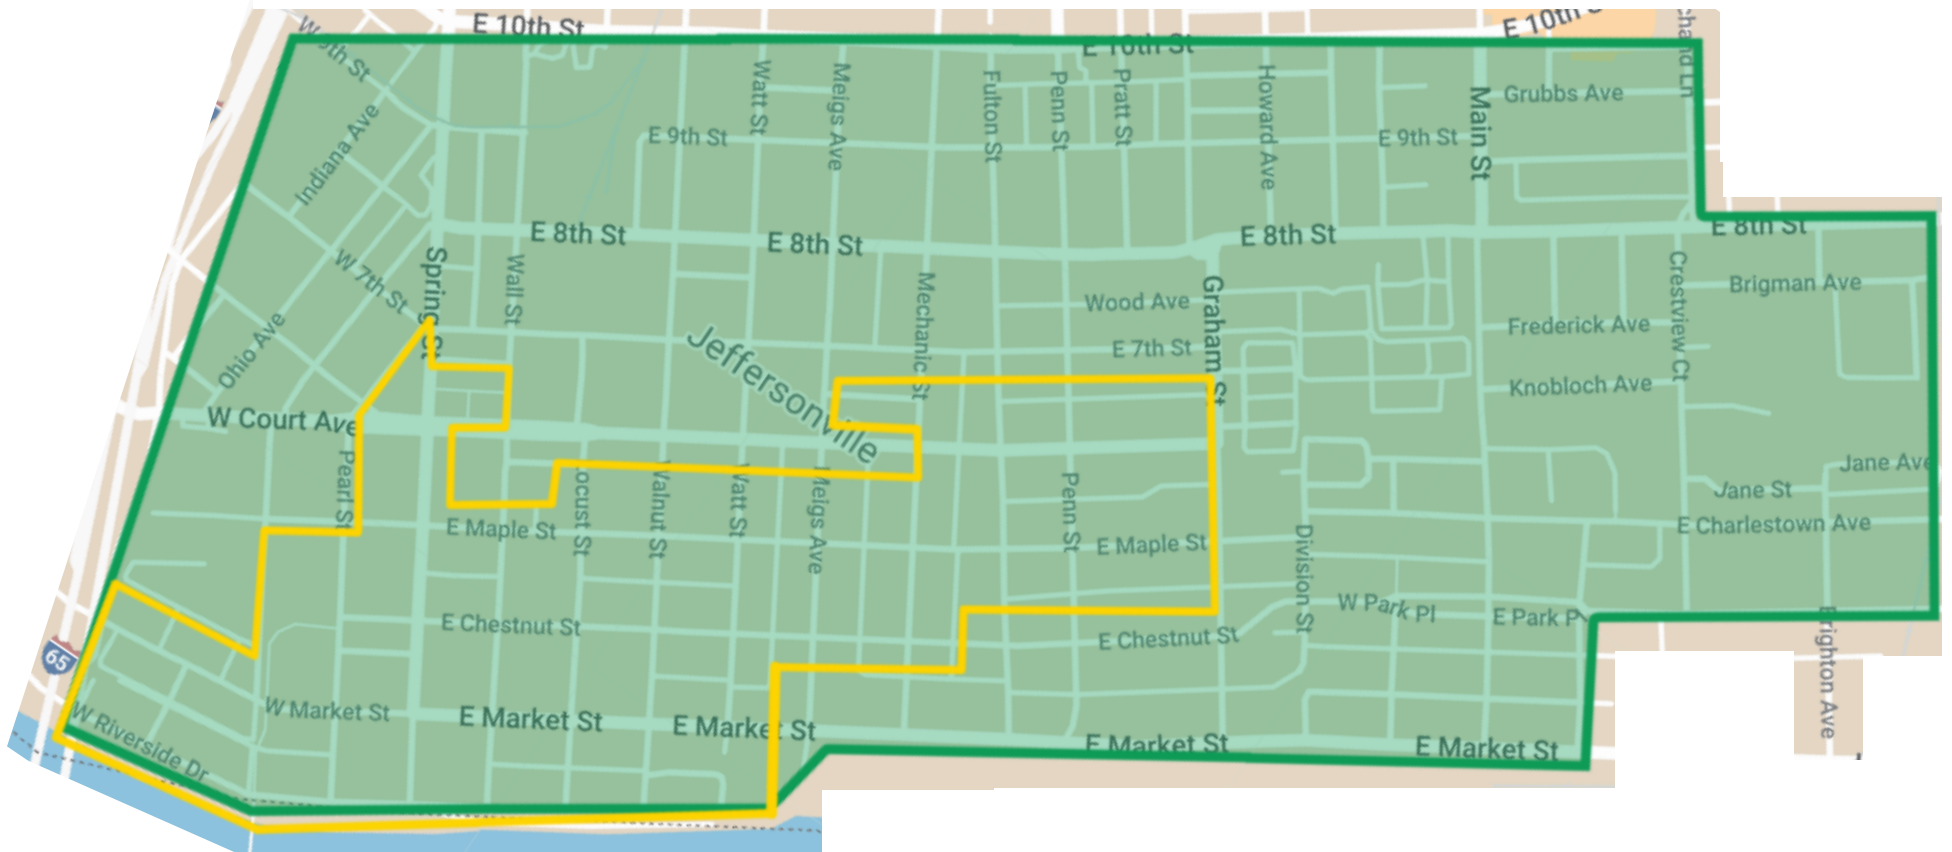 E 10th St
E 10th St
E 10th S
W 9th St
Watt St
Meigs Ave
Fulton St
Penn St
Pratt St
Howard Ave
Main St
Grubbs Ave
Indiana Ave
E 9th St
E 9th St
E 8th St
E 8th St
E 8th St
E 8th St
W 7th St
Spring St
Wall St
Mechanic St
Wood Ave
Graham St
Crestview Ct
Brigman Ave
Ohio Ave
Jeffersonville
E 7th St
Frederick Ave
Knobloch Ave
W Court Ave
Pearl St
Locust St
Walnut St
Watt St
Meigs Ave
Penn St
Jane Ave
Jane St
E Maple St
E Maple St
Division St
E Charlestown Ave
E Chestnut St
E Chestnut St
W Park Pl
E Park P
Brighton Ave
65
W Riverside Dr
W Market St
E Market St
E Market St
E Market St
E Market St